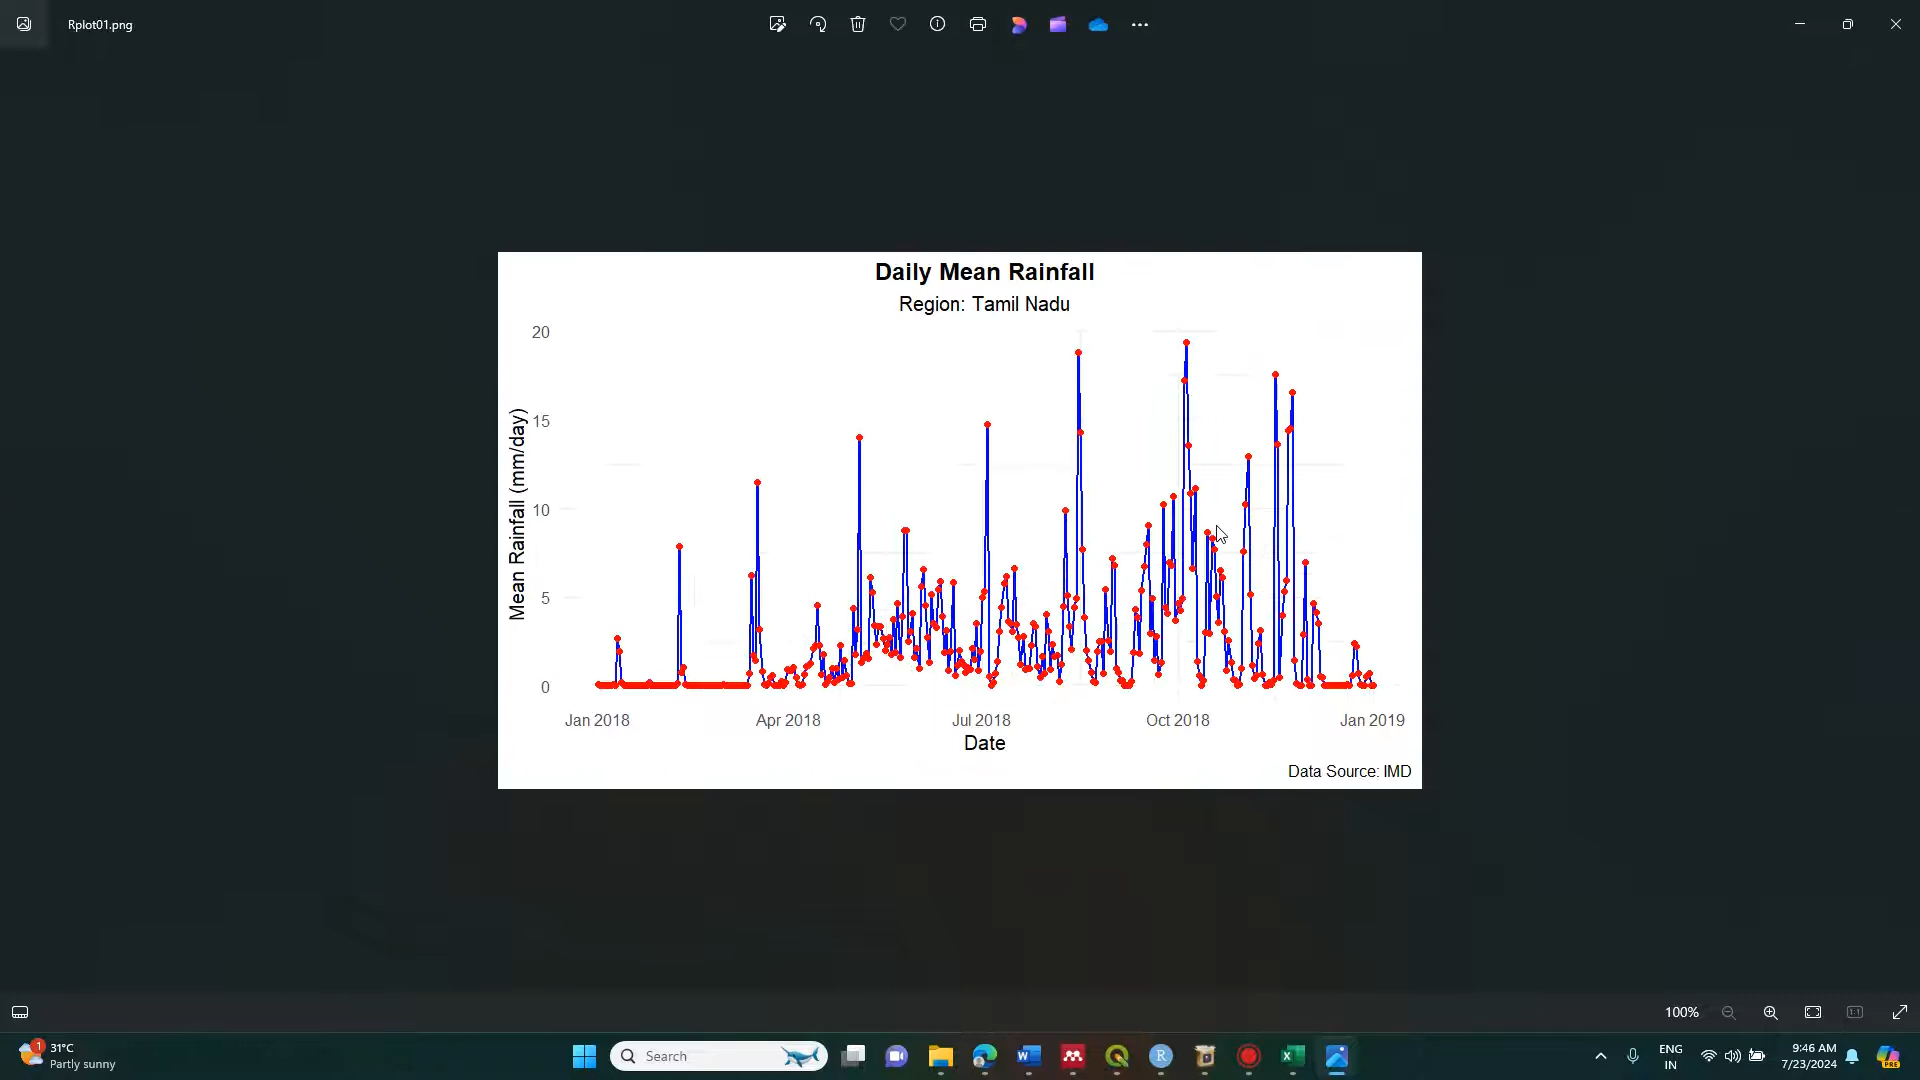 Rplot01.png
Daily Mean Rainfall
Region: Tamil Nadu
Mean Rainfall (mm/day)
20
15
10
5
0
Jan 2018 Apr 2018 Jul 2018 Oct 2018 Jan 2019
Date
Data Source: IMD
100%
1
31°C
Partly sunny
Search
ENG
IN
9:46 AM
7/23/2024
PRE